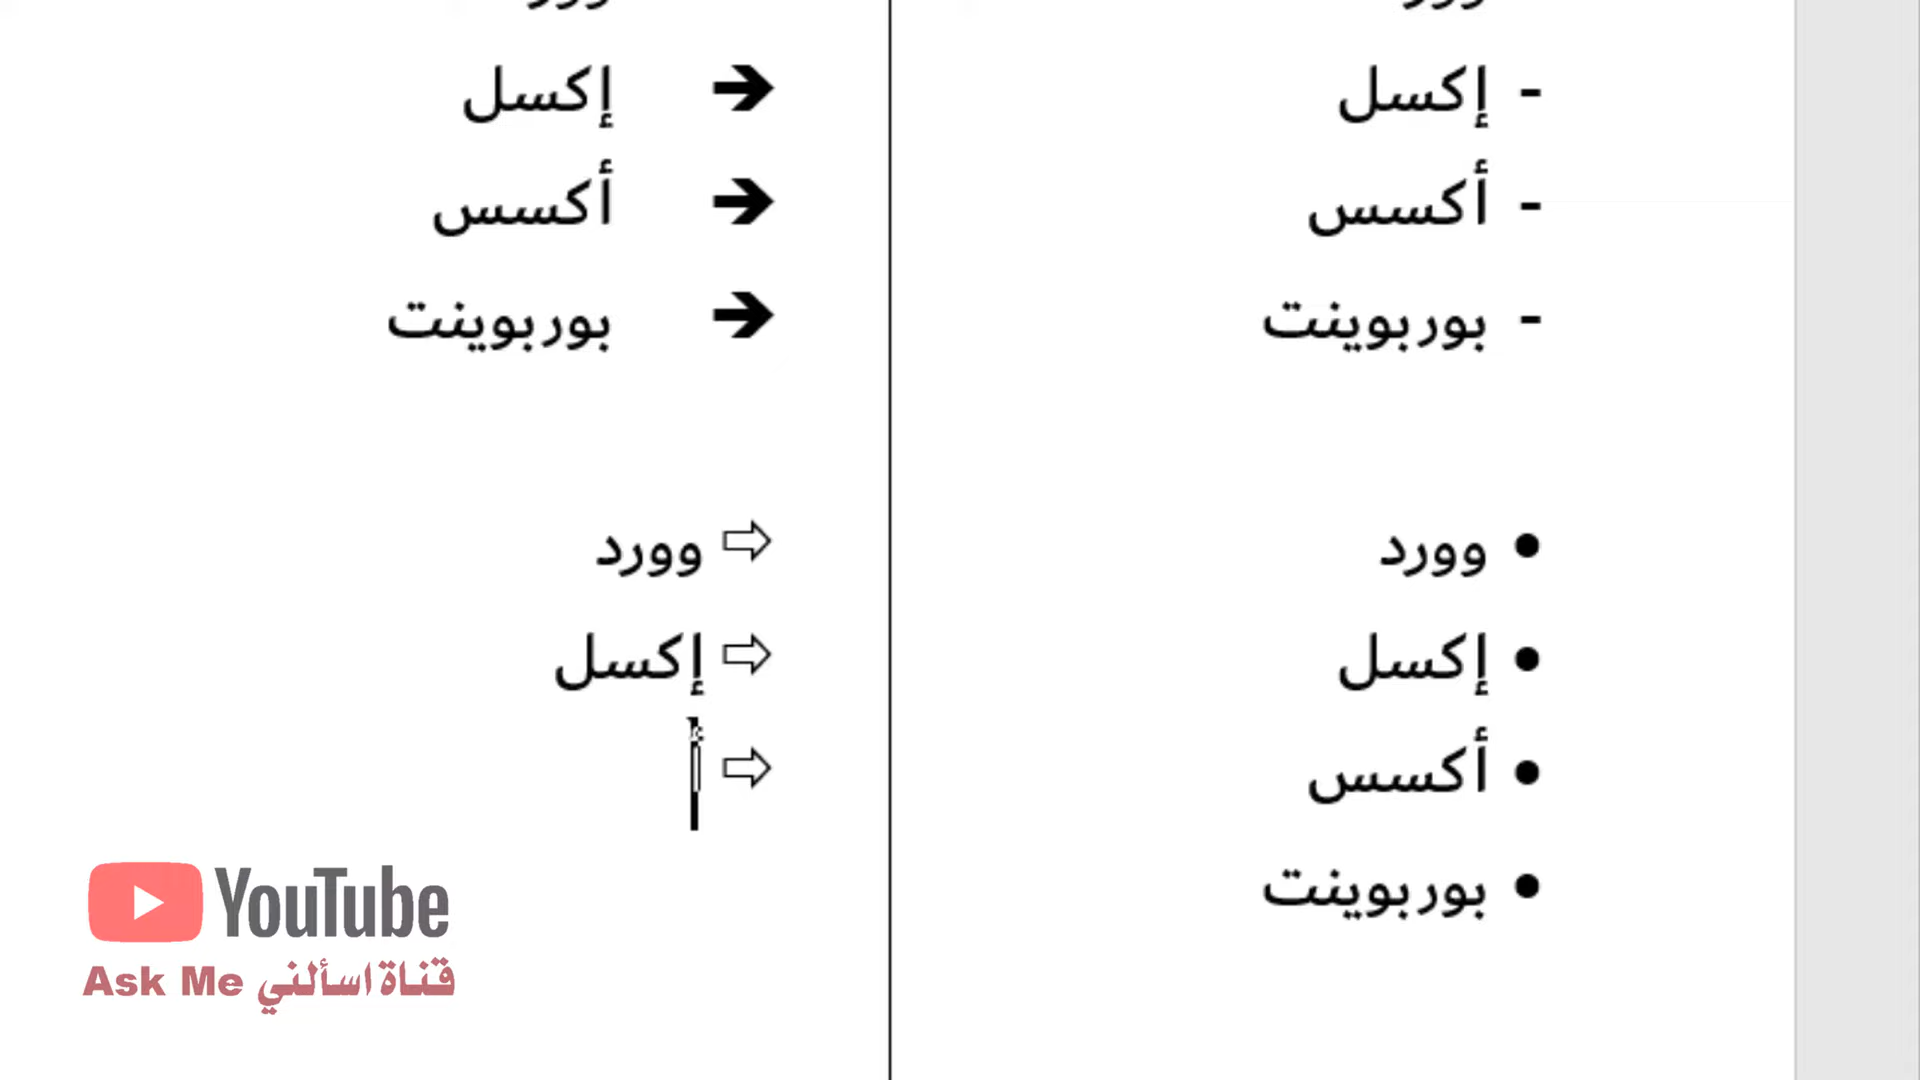 - إكسل
- أكسس
- بوربوينت
• وورد
• إكسل
• أكسس
• بوربوينت
➔ إكسل
➔ أكسس
➔ بوربوينت
⇨ وورد
⇨ إكسل
⇨ أ
YouTube
Ask Me قناة اسألني